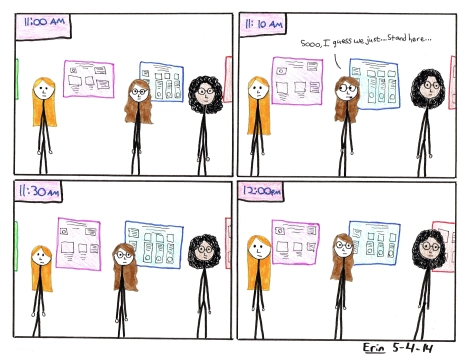 11:00 AM
11:10 AM
Sooo, I guess we just...Stand here...
11:30 AM
12:00PM
Erin 5-4-14